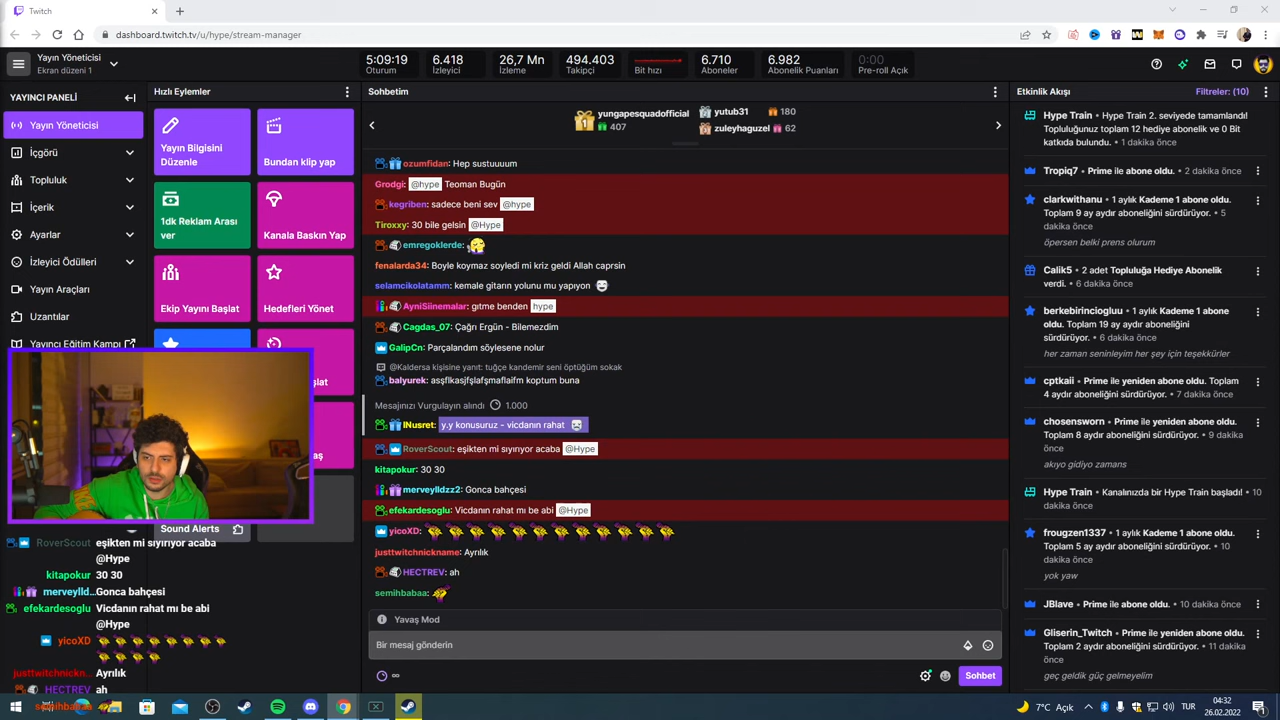 Twitch
dashboard.twitch.tv/u/hype/stream-manager
Yayın Yöneticisi
Ekran düzeni 1
5:09:19
Oturum
6.418
İzleyici
26,7 Mn
İzleme
494.403
Takipçi
Bit hızı
6.710
Aboneler
6.982
Abonelik Puanları
0:00
Pre-roll Açık
YAYINCI PANELİ
Yayın Yöneticisi
İçgörü
Topluluk
İçerik
Ayarlar
İzleyici Ödülleri
Yayın Araçları
Uzantılar
Yayıncı Eğitim Kampı
Hızlı Eylemler
Yayın Bilgisini
Düzenle
Bundan klip yap
1dk Reklam Arası
ver
Kanala Baskın Yap
Ekip Yayını Başlat
Hedefleri Yönet
Sound Alerts
RoverScout eşikten mi sıyırıyor acaba
@Hype
kitapokur 30 30
merveylldz... Gonca bahçesi
efekardesoglu Vicdanın rahat mı be abi
@Hype
yicoXD
justtwitchnickn... Ayrılık
HECTREV ah
semihbabaa
Sohbetim
yungapesquadofficial
1
407
yutub31 180
zuleyhaguzel 62
ozumfidan: Hep sustuuuum
Grodgi: @hype Teoman Bugün
kegriben: sadece beni sev @hype
Tiroxxy: 30 bile gelsin @Hype
emregoklerde:
fenalarda34: Boyle koymaz soyledi mi kriz geldi Allah caprsin
selamcikolatamm: kemale gitarın yolunu mu yapıyon
AyniSiinemalar: gıtme benden hype
Cagdas_07: Çağrı Ergün - Bilemezdim
GalipCn: Parçalandım söylesene nolur
@Kaldersa kişisine yanıt: tuğçe kandemir seni öptüğüm sokak
balyurek: assflkasjfşlafşmaflaifm koptum buna
Mesajınızı Vurgulayın alındı 1.000
INusret: y.y konusuruz - vicdanın rahat
RoverScout: eşikten mi sıyırıyor acaba @Hype
kitapokur: 30 30
merveylldzz2: Gonca bahçesi
efekardesoglu: Vicdanın rahat mı be abi @Hype
yicoXD:
justtwitchnickname: Ayrılık
HECTREV: ah
semihbabaa:
Yavaş Mod
Bir mesaj gönderin
Sohbet
Etkinlik Akışı
Filtreler: (10)
Hype Train • Hype Train 2. seviyede tamamlandı!
Topluluğunuz toplam 12 hediye abonelik ve 0 Bit
katkıda bulundu. • 1 dakika önce
Tropiq7 • Prime ile abone oldu. • 2 dakika önce
clarkwithanu • 1 aylık Kademe 1 abone oldu.
Toplam 9 ay aydır aboneliğini sürdürüyor. • 5
dakika önce
öpersen belki prens olurum
Calik5 • 2 adet Topluluğa Hediye Abonelik
verdi. • 6 dakika önce
berkebirinciogluu • 1 aylık Kademe 1 abone
oldu. Toplam 19 ay aydır aboneliğini
sürdürüyor. • 6 dakika önce
her zaman seninleyim her şey için teşekkürler
cptkaii • Prime ile yeniden abone oldu. Toplam
4 ay aydır aboneliğini sürdürüyor. • 7 dakika önce
chosensworn • Prime ile yeniden abone oldu.
Toplam 8 ay aydır aboneliğini sürdürüyor. • 9 dakika
önce
akıyo gidiyo zamans
Hype Train • Kanalınızda bir Hype Train başladı! • 10
dakika önce
frougzen1337 • 1 aylık Kademe 1 abone oldu.
Toplam 5 ay aydır aboneliğini sürdürüyor. • 10
dakika önce
yok yaw
JBlave • Prime ile abone oldu. • 10 dakika önce
Gliserin_Twitch • Prime ile yeniden abone oldu.
Toplam 2 ay aydır aboneliğini sürdürüyor. • 11 dakika
önce
geç geldik güç gelmeyelim
7°C Açık
TUR
04:32
26.02.2022